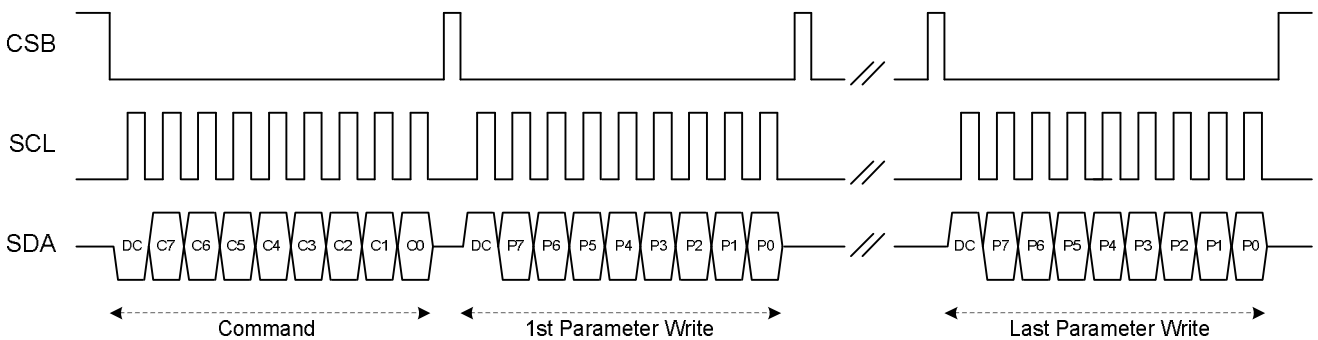 CSB
SCL
SDA DC C7 C6 C5 C4 C3 C2 C1 C0 DC P7 P6 P5 P4 P3 P2 P1 P0 DC P7 P6 P5 P4 P3 P2 P1 P0
Command 1st Parameter Write Last Parameter Write